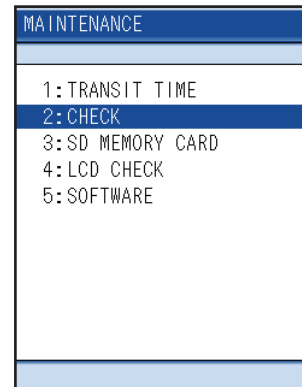 MAINTENANCE
1:TRANSIT TIME
2:CHECK
3:SD MEMORY CARD
4:LCD CHECK
5:SOFTWARE